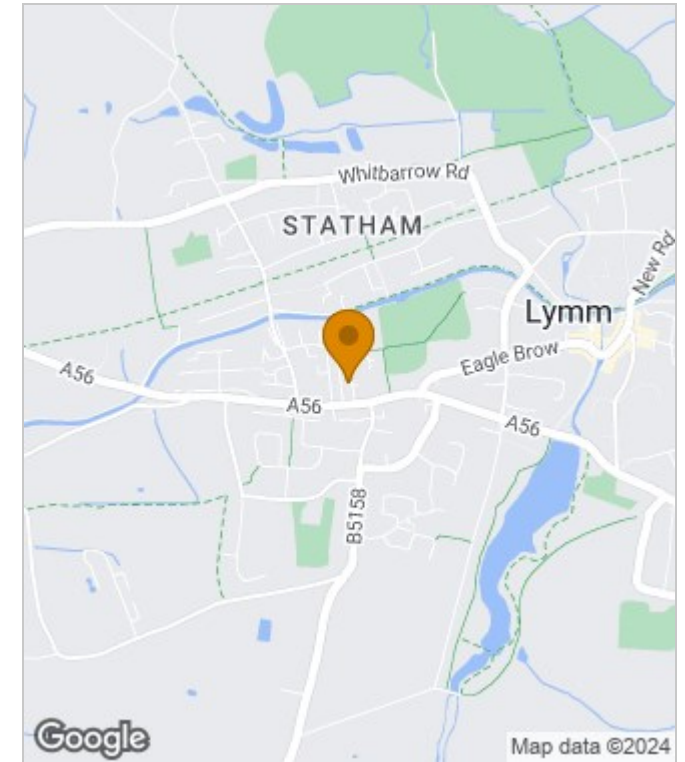 Whitbarrow Rd
STATHAM
New Rd
Lymm
Eagle Brow
A56
A56
A56
B5158
Google
Map data ©2024